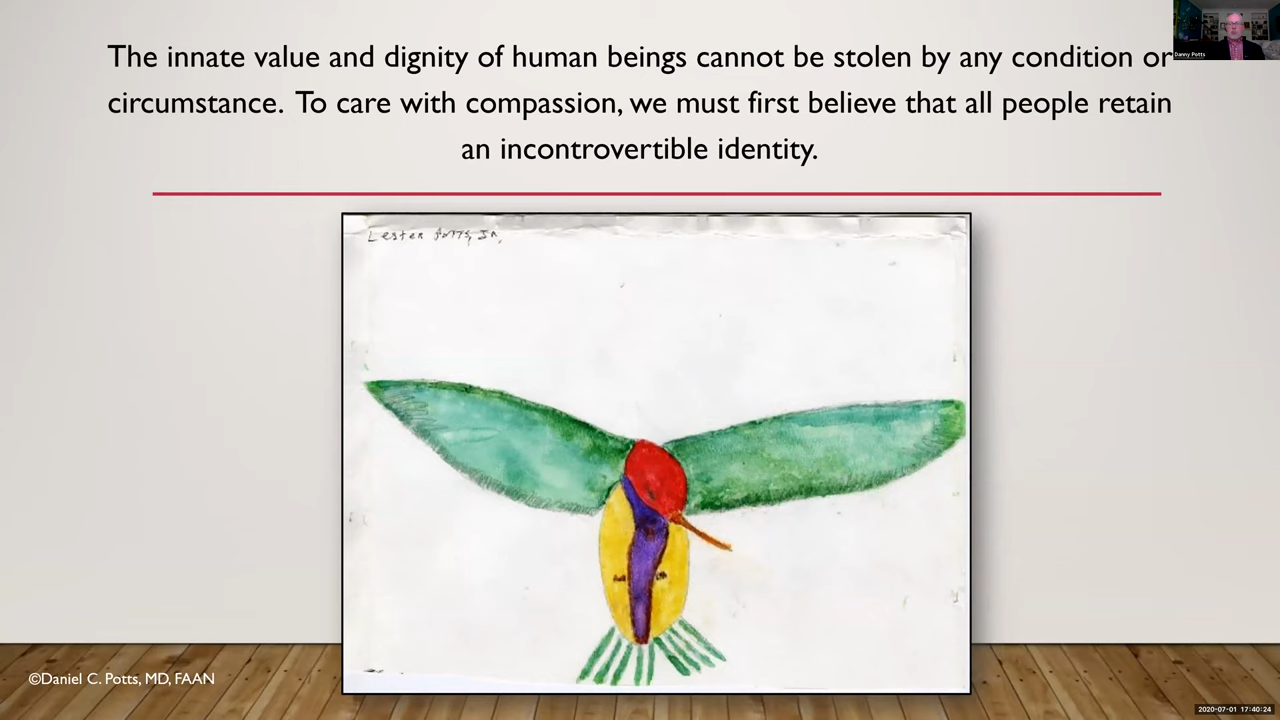 The innate value and dignity of human beings cannot be stolen by any condition or
circumstance. To care with compassion, we must first believe that all people retain
an incontrovertible identity.
Danny Potts
Lester Potts, Jr.
©Daniel C. Potts, MD, FAAN
2020-07-01 17:40:24